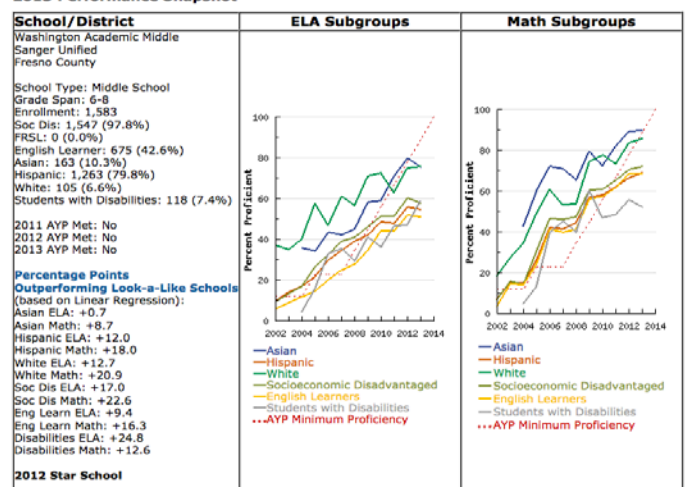 School/District
ELA Subgroups
Math Subgroups
Washington Academic Middle
Sanger Unified
Fresno County
School Type: Middle School
Grade Span: 6-8
Enrollment: 1,583
Soc Dis: 1,547 (97.8%)
FRSL: 0 (0.0%)
English Learner: 675 (42.6%)
Asian: 163 (10.3%)
Hispanic: 1,263 (79.8%)
White: 105 (6.6%)
Students with Disabilities: 118 (7.4%)
2011 AYP Met: No
2012 AYP Met: No
2013 AYP Met: No
Percentage Points
Outperforming Look-a-Like Schools
(based on Linear Regression):
Asian ELA: +0.7
Asian Math: +8.7
Hispanic ELA: +12.0
Hispanic Math: +18.0
White ELA: +12.7
White Math: +20.9
Soc Dis ELA: +17.0
Soc Dis Math: +22.6
Eng Learn ELA: +9.4
Eng Learn Math: +16.3
Disabilities ELA: +24.8
Disabilities Math: +12.6
2012 Star School
Percent Proficient
100
80
60
40
20
0
2002 2004 2006 2008 2010 2012 2014
Asian
Hispanic
White
Socioeconomic Disadvantaged
English Learners
Students with Disabilities
AYP Minimum Proficiency
Percent Proficient
100
80
60
40
20
0
2002 2004 2006 2008 2010 2012 2014
Asian
Hispanic
White
Socioeconomic Disadvantaged
English Learners
Students with Disabilities
AYP Minimum Proficiency